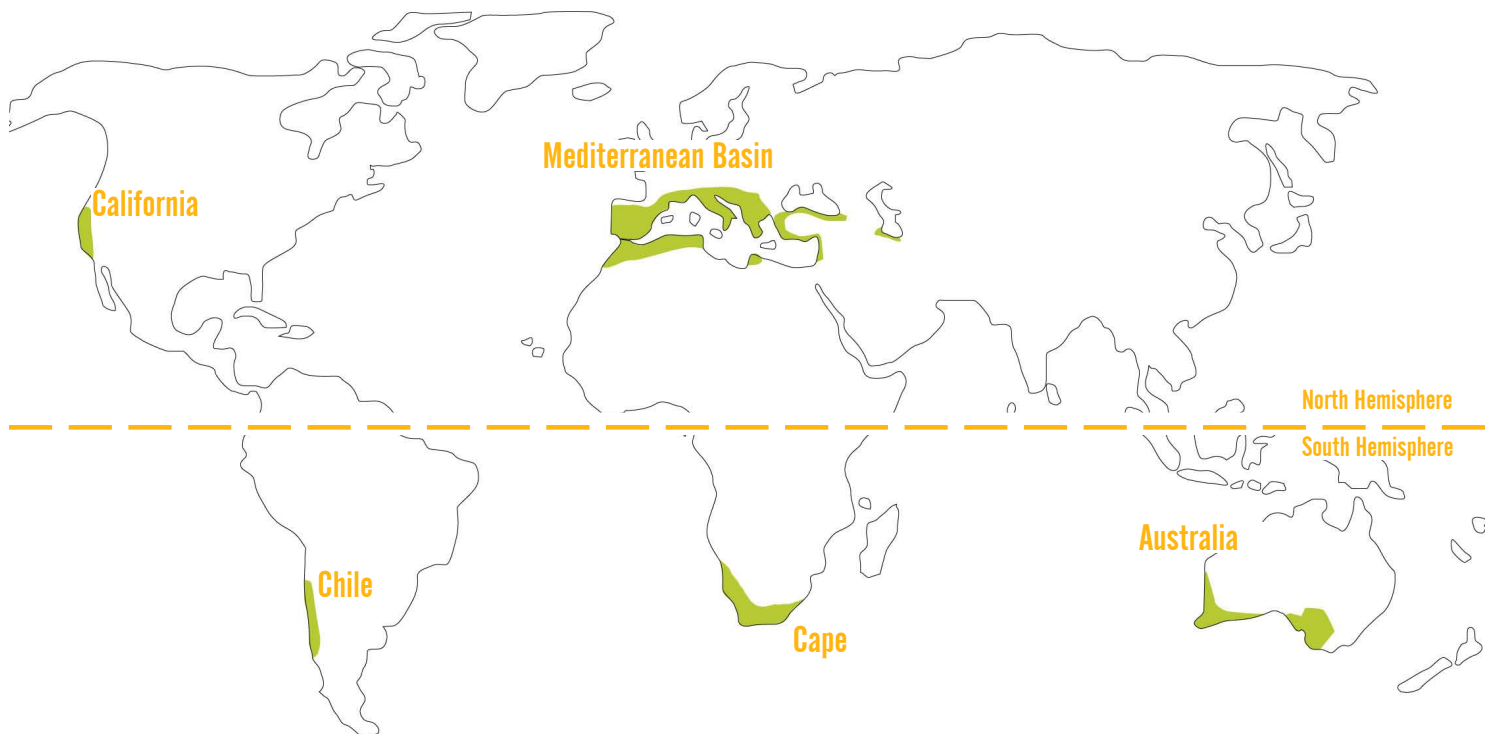 Mediterranean Basin
California
North Hemisphere
South Hemisphere
Australia
Chile
Cape